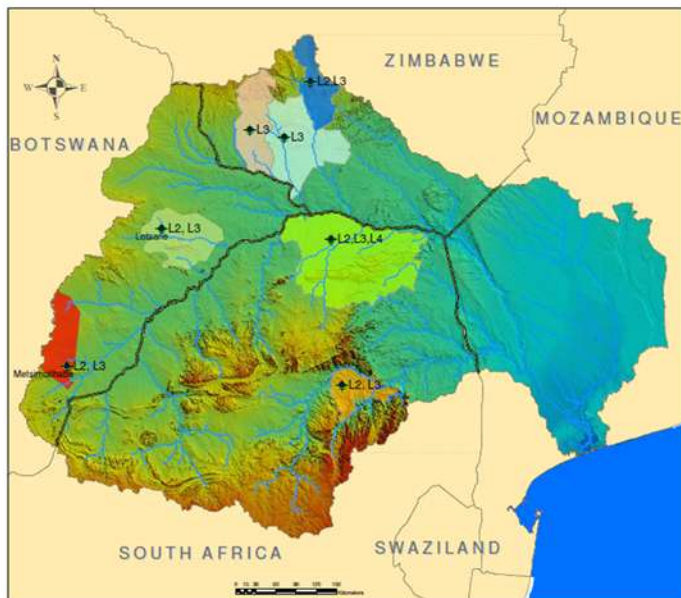 ZIMBABWE
L2,L3
N
W E
S
MOZAMBIQUE
L3
L3
BOTSWANA
L2, L3
Letsane
L2,L3,L4
L2, L3
L2, L3
SOUTH AFRICA
SWAZILAND
Kilometers